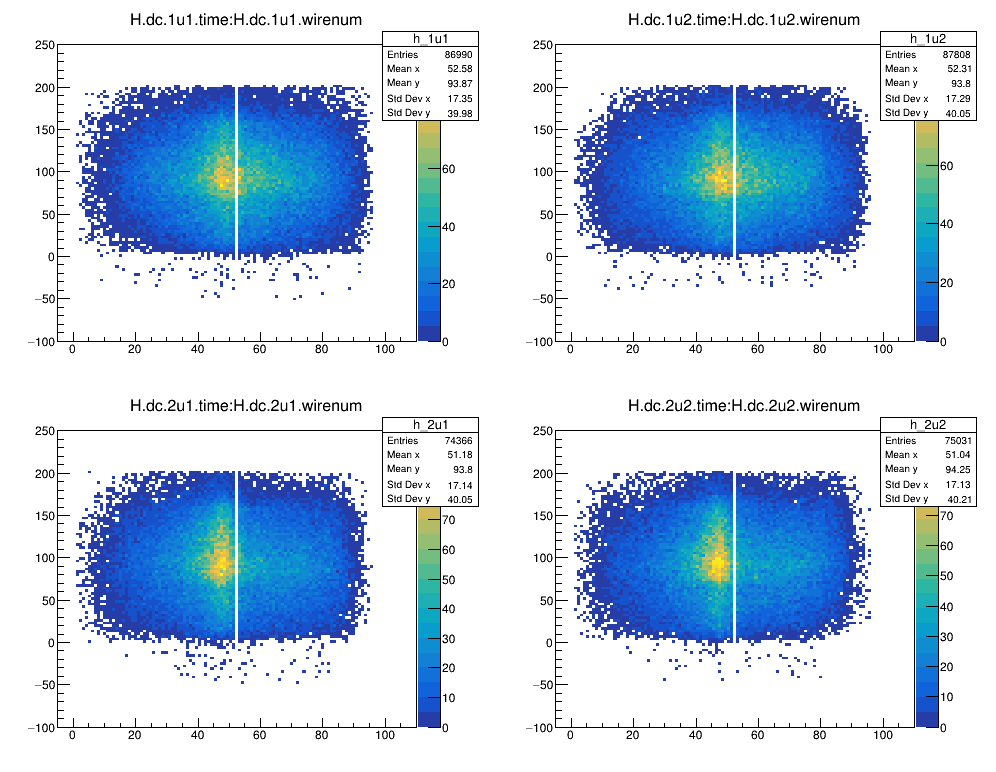 H.dc.1u1.time:H.dc.1u1.wirenum
h_1u1
Entries 86990
Mean x 52.58
Mean y 93.87
Std Dev x 17.35
Std Dev y 39.98
250
200
150
100
50
0
−50
−100
0 20 40 60 80 100
60
40
20
0
H.dc.1u2.time:H.dc.1u2.wirenum
h_1u2
Entries 87808
Mean x 52.31
Mean y 93.8
Std Dev x 17.29
Std Dev y 40.05
250
200
150
100
50
0
−50
−100
0 20 40 60 80 100
60
40
20
0
H.dc.2u1.time:H.dc.2u1.wirenum
h_2u1
Entries 74366
Mean x 51.18
Mean y 93.8
Std Dev x 17.14
Std Dev y 40.05
250
200
150
100
50
0
−50
−100
0 20 40 60 80 100
70
60
50
40
30
20
10
0
H.dc.2u2.time:H.dc.2u2.wirenum
h_2u2
Entries 75031
Mean x 51.04
Mean y 94.25
Std Dev x 17.13
Std Dev y 40.21
250
200
150
100
50
0
−50
−100
0 20 40 60 80 100
70
60
50
40
30
20
10
0